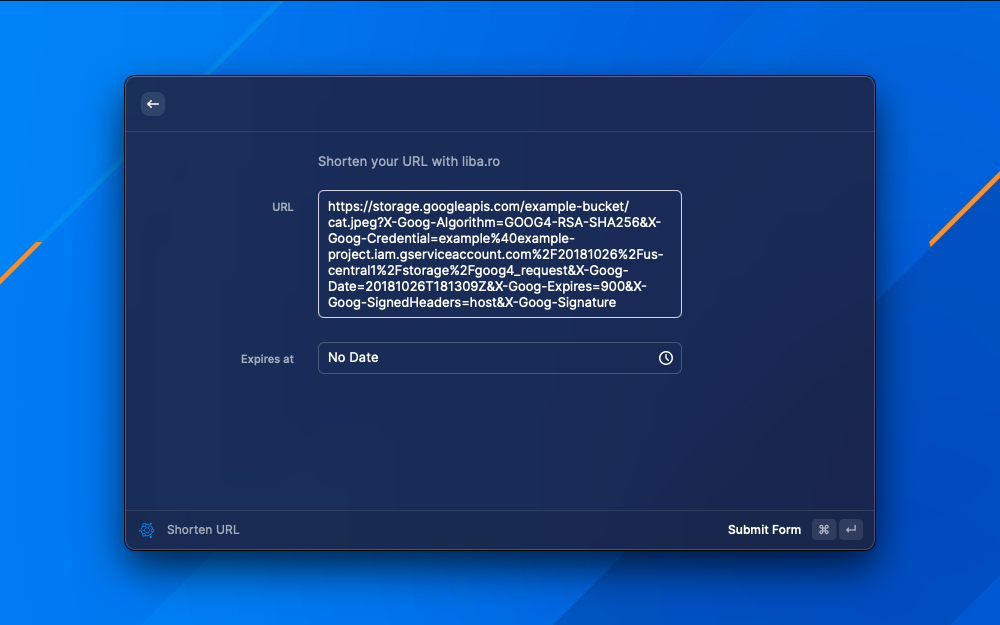 Shorten your URL with liba.ro
URL
https://storage.googleapis.com/example-bucket/
cat.jpeg?X-Goog-Algorithm=GOOG4-RSA-SHA256&X-
Goog-Credential=example%40example-
project.iam.gserviceaccount.com%2F20181026%2Fus-
central1%2Fstorage%2Fgoog4_request&X-Goog-
Date=20181026T181309Z&X-Goog-Expires=900&X-
Goog-SignedHeaders=host&X-Goog-Signature
Expires at
No Date
Shorten URL
Submit Form ⌘ ↵